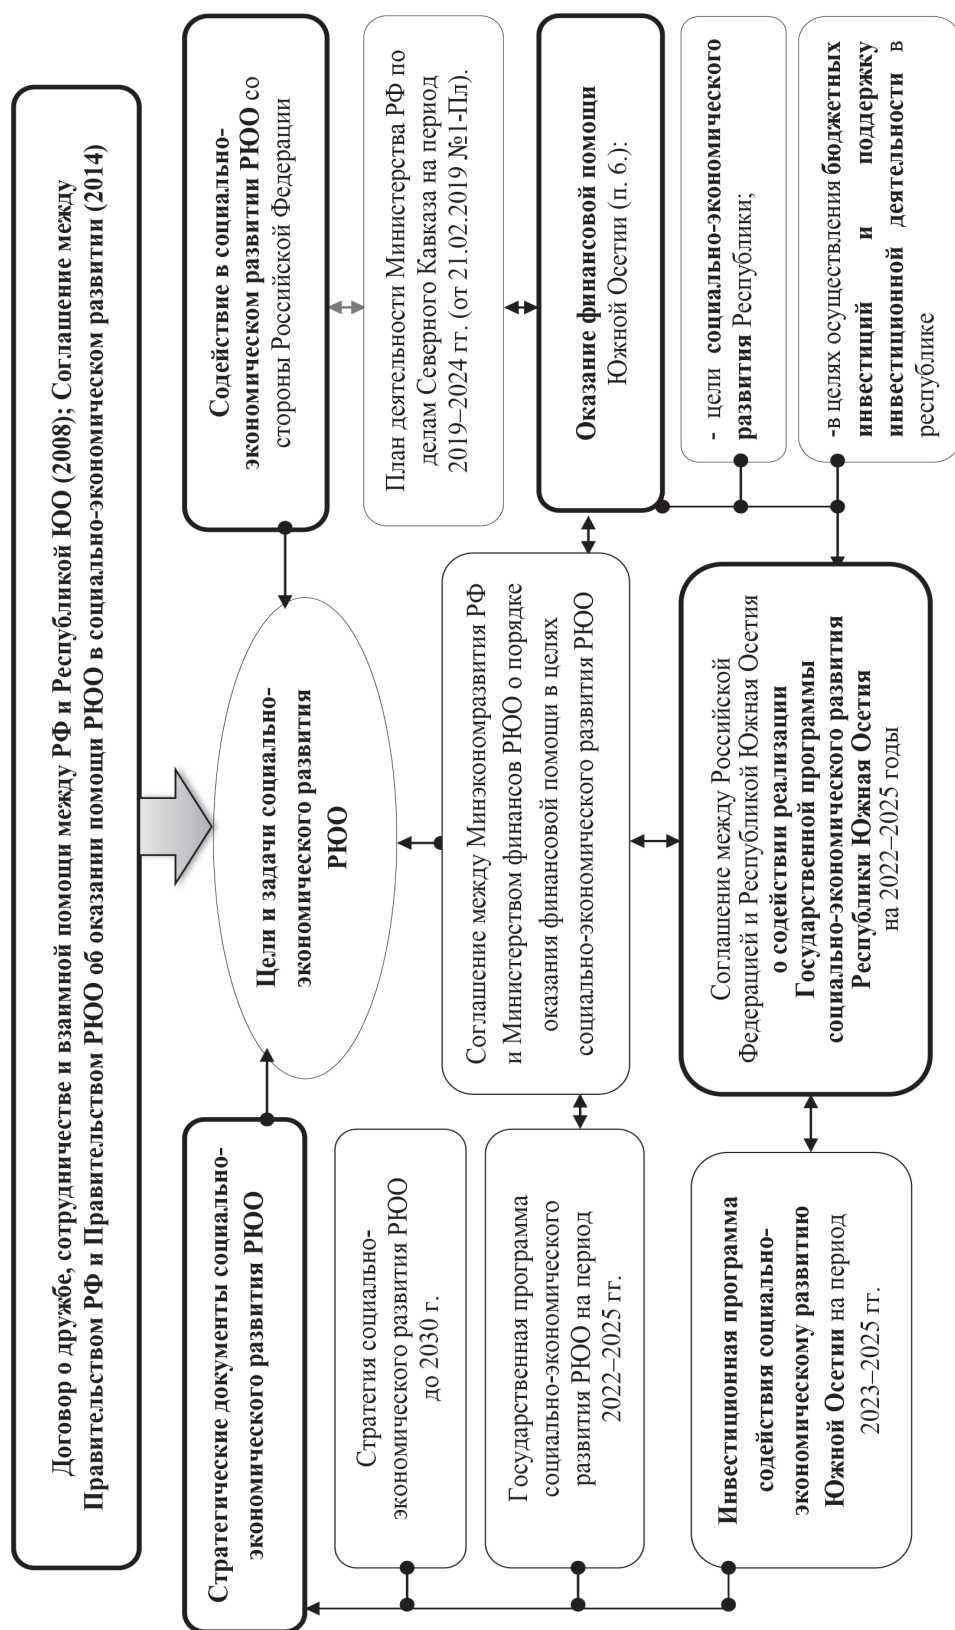 Договор о дружбе, сотрудничестве и взаимной помощи между РФ и Республикой ЮО (2008); Соглашение между
Правительством РФ и Правительством РЮО об оказании помощи РЮО в социально-экономическом развитии (2014)
Стратегические документы социально-
экономического развития РЮО
Стратегия социально-
экономического развития РЮО
до 2030 г.
Государственная программа
социально-экономического
развития РЮО на период
2022–2025 гг.
Инвестиционная программа
содействия социально-
экономическому развитию
Южной Осетии на период
2023–2025 гг.
Цели и задачи социально-
экономического развития
РЮО
Соглашение между Минэкономразвития РФ
и Министерством финансов РЮО о порядке
оказания финансовой помощи в целях
социально-экономического развития РЮО
Соглашение между Российской
Федерацией и Республикой Южная Осетия
о содействии реализации
Государственной программы
социально-экономического развития
Республики Южная Осетия
на 2022–2025 годы
Содействие в социально-
экономическом развитии РЮО со
стороны Российской Федерации
План деятельности Министерства РФ по
делам Северного Кавказа на период
2019–2024 гг. (от 21.02.2019 №1-Пл).
Оказание финансовой помощи
Южной Осетии (п. 6.):
- цели социально-экономического
развития Республики;
-в целях осуществления бюджетных
инвестиций и поддержку
инвестиционной деятельности в
республике